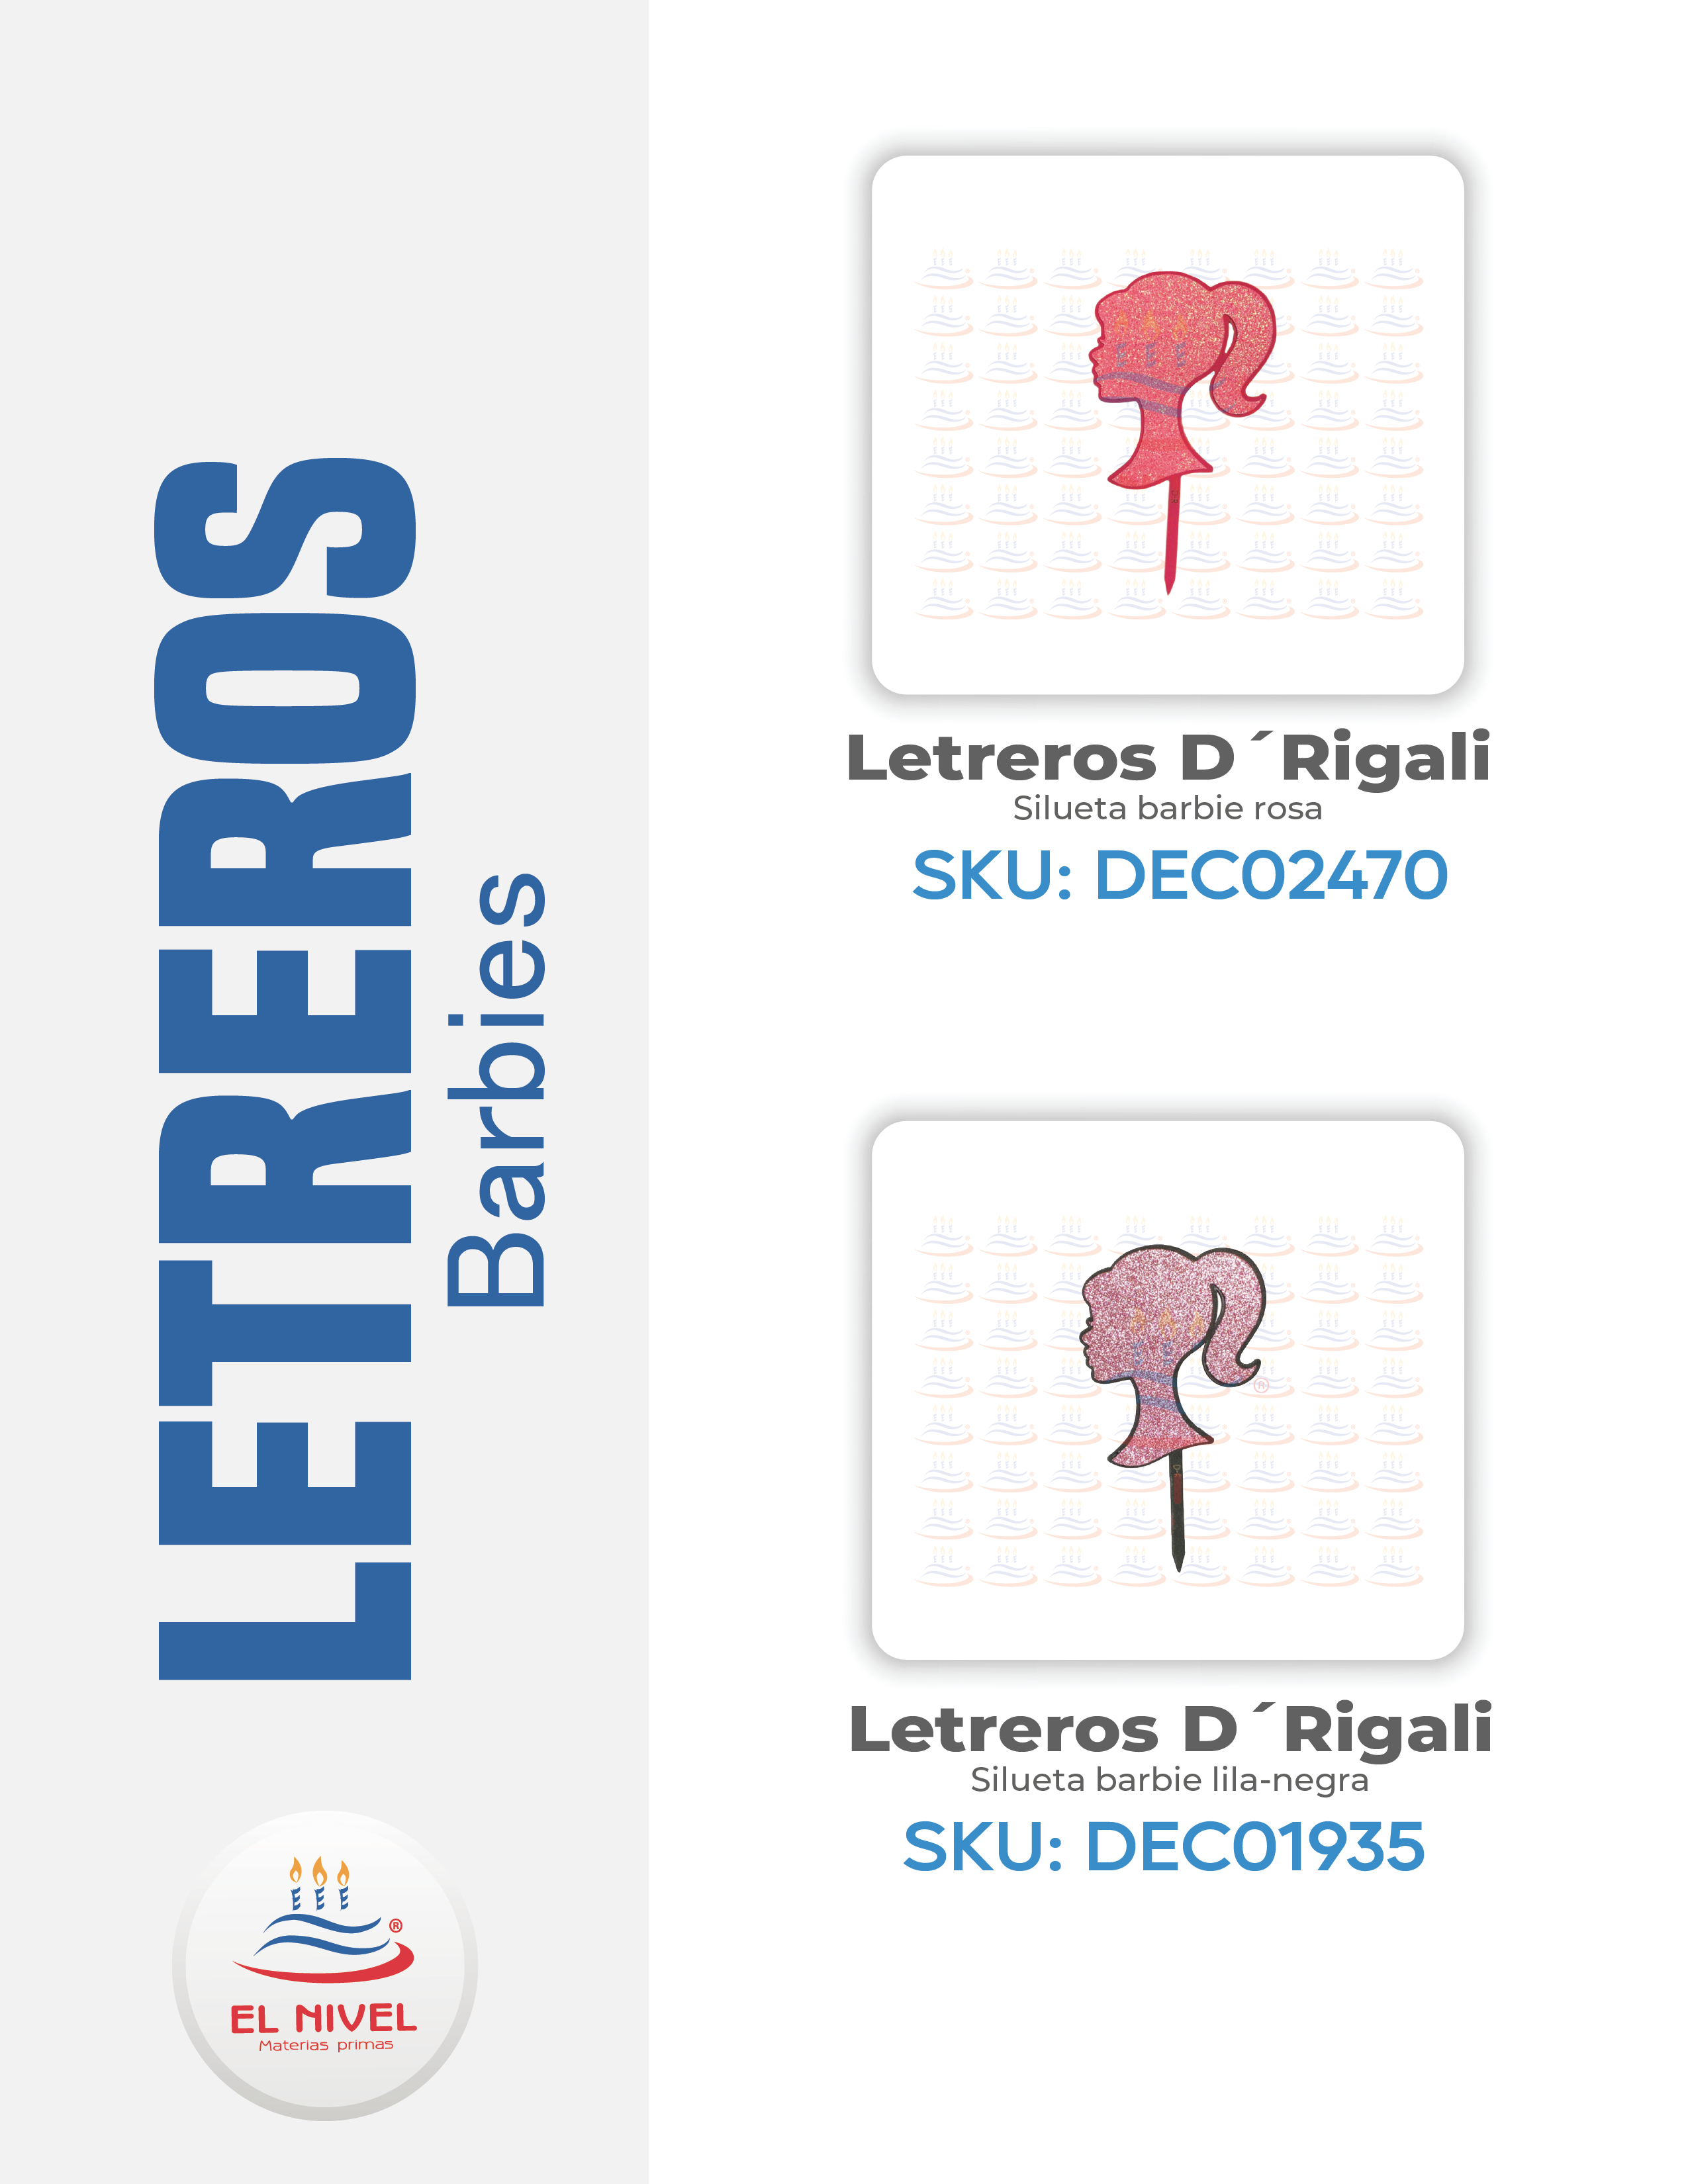 LETREROS
Barbies
Letreros D´Rigali
Silueta barbie rosa
SKU: DEC02470
Letreros D´Rigali
Silueta barbie lila-negra
SKU: DEC01935
®
EL NIVEL
Materias primas